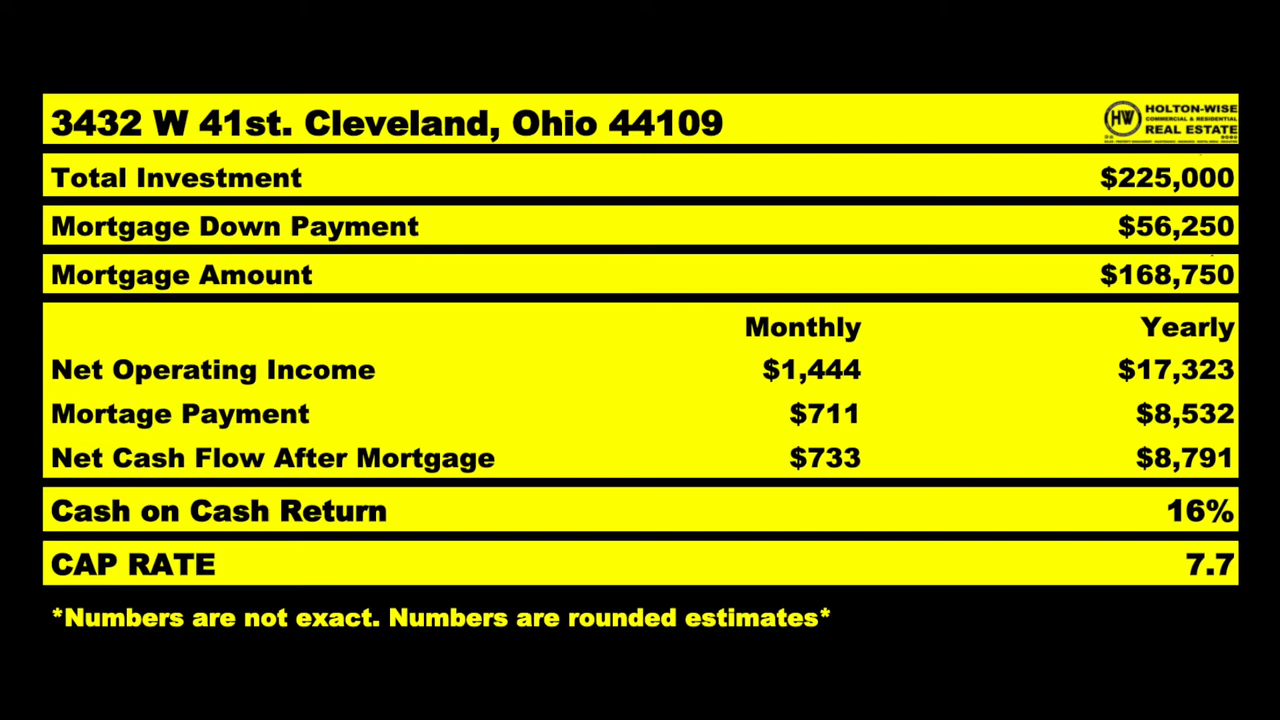 3432 W 41st. Cleveland, Ohio 44109
HW
HOLTON-WISE
COMMERCIAL & RESIDENTIAL
REAL ESTATE
Total Investment $225,000
Mortgage Down Payment $56,250
Mortgage Amount $168,750
Monthly Yearly
Net Operating Income $1,444 $17,323
Mortage Payment $711 $8,532
Net Cash Flow After Mortgage $733 $8,791
Cash on Cash Return 16%
CAP RATE 7.7
*Numbers are not exact. Numbers are rounded estimates*